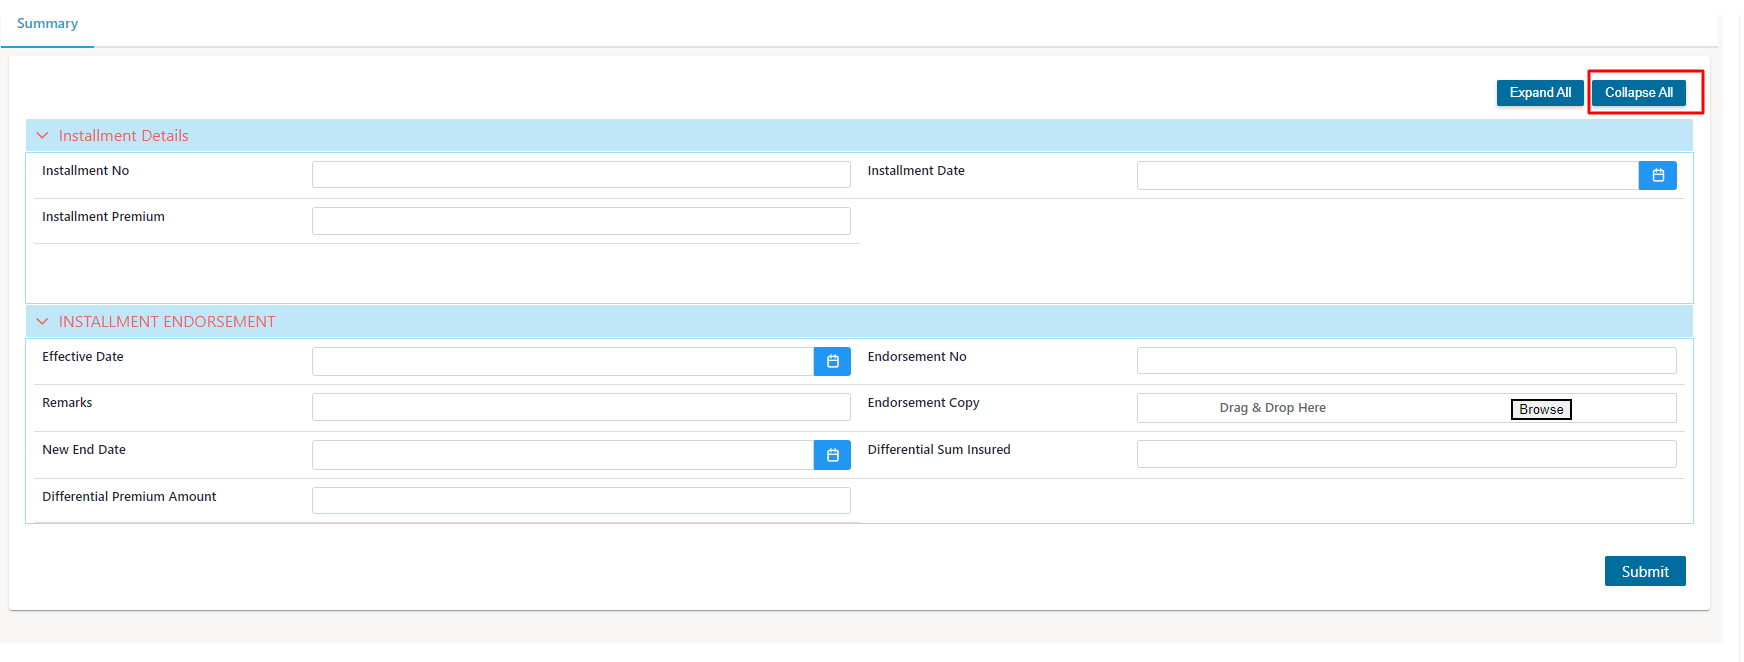 Summary
Expand All Collapse All
Installment Details
Installment No Installment Date
Installment Premium
INSTALLMENT ENDORSEMENT
Effective Date Endorsement No
Remarks Endorsement Copy Drag & Drop Here Browse
New End Date Differential Sum Insured
Differential Premium Amount
Submit